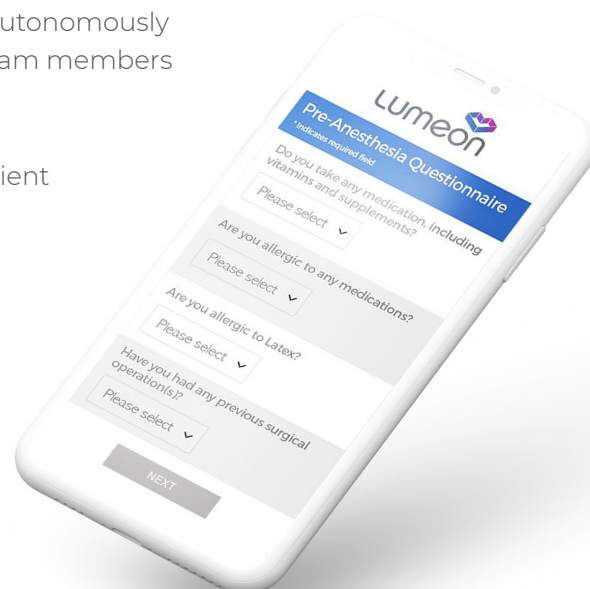 utonomously
am members
ient
LUMEON
Pre-Anesthesia Questionnaire
* Indicates required field
Do you take any medication, including
vitamins and supplements?
Please select
Are you allergic to any medications?
Please select
Are you allergic to Latex?
Please select
Have you had any previous surgical
operation(s)?
Please select
NEXT